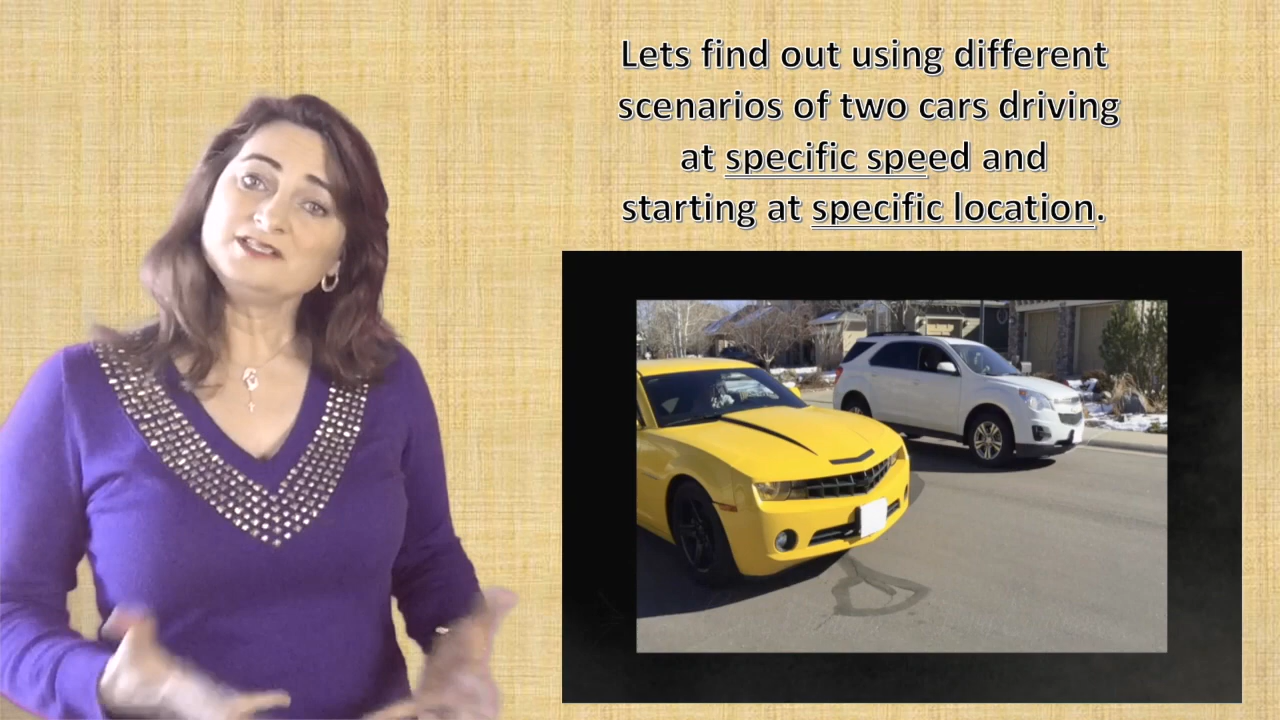 Lets find out using different
scenarios of two cars driving
at specific speed and
starting at specific location.